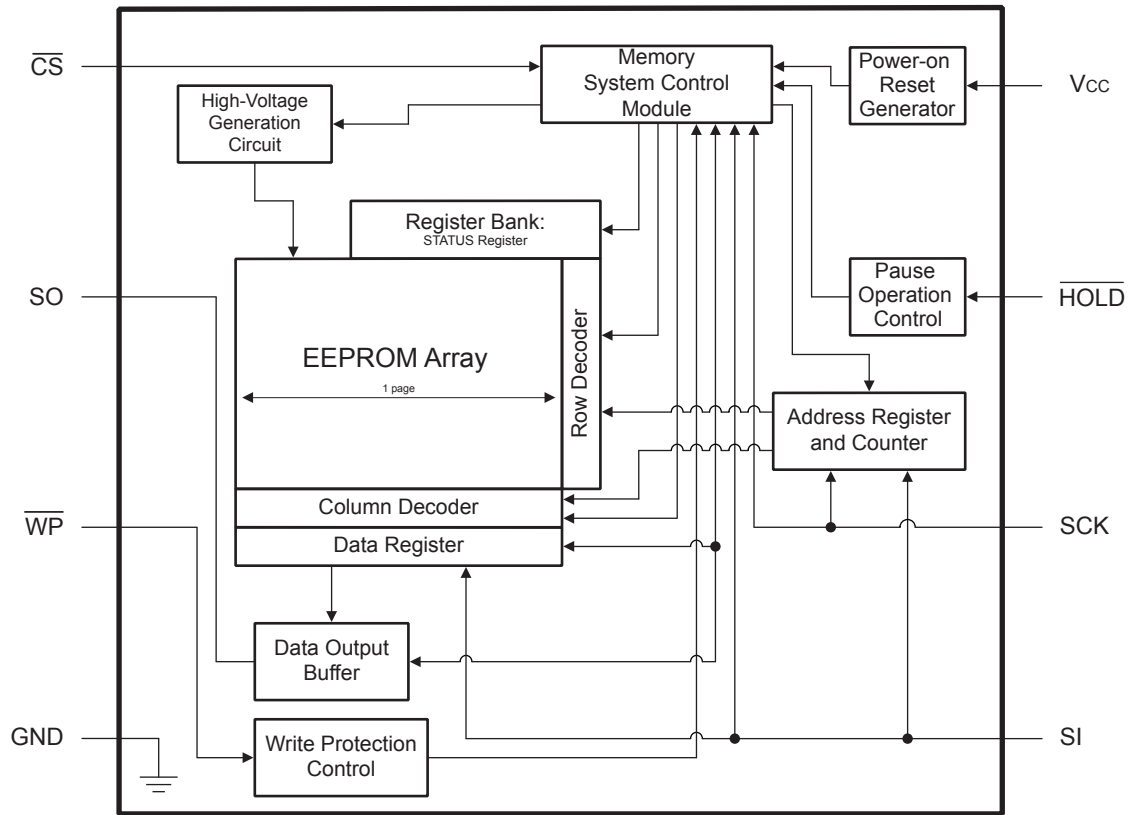 CS
Memory
System Control
Module
Power-on
Reset
Generator
VCC
High-Voltage
Generation
Circuit
Register Bank:
STATUS Register
SO
EEPROM Array
1 page
Row Decoder
Pause
Operation
Control
HOLD
Address Register
and Counter
Column Decoder
WP
SCK
Data Register
Data Output
Buffer
GND
Write Protection
Control
SI